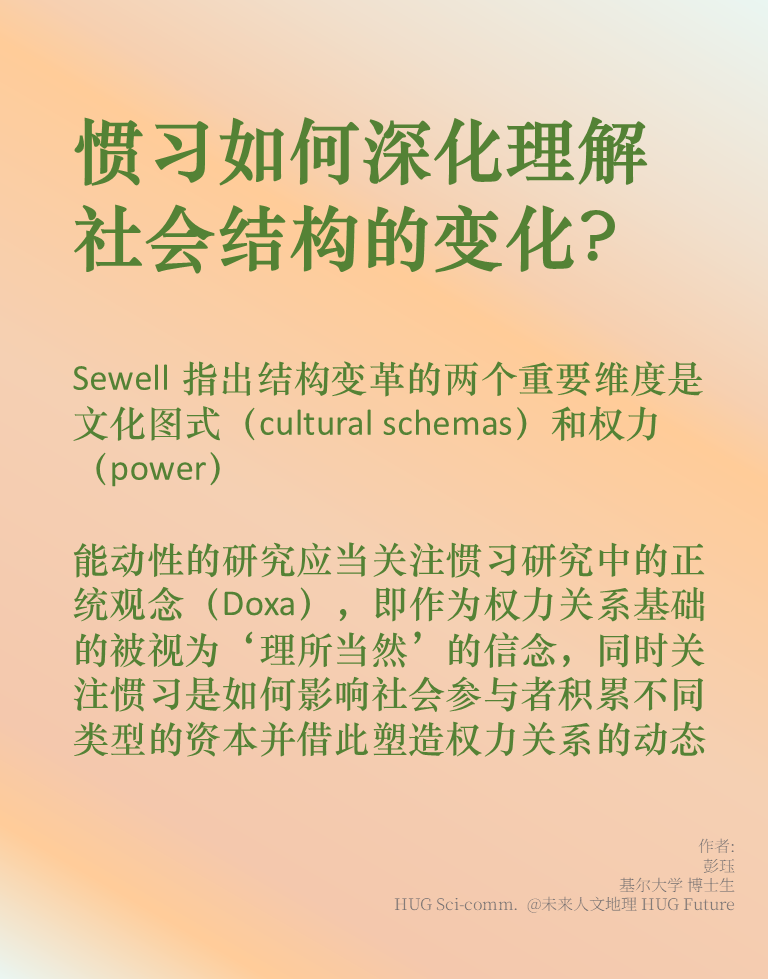 惯习如何深化理解
社会结构的变化?
Sewell 指出结构变革的两个重要维度是
文化图式（cultural schemas）和权力
（power）
能动性的研究应当关注惯习研究中的正
统观念（Doxa），即作为权力关系基础
的被视为‘理所当然’的信念，同时关
注惯习是如何影响社会参与者积累不同
类型的资本并借此塑造权力关系的动态
作者:
彭珏
基尔大学 博士生
HUG Sci-comm. @未来人文地理 HUG Future